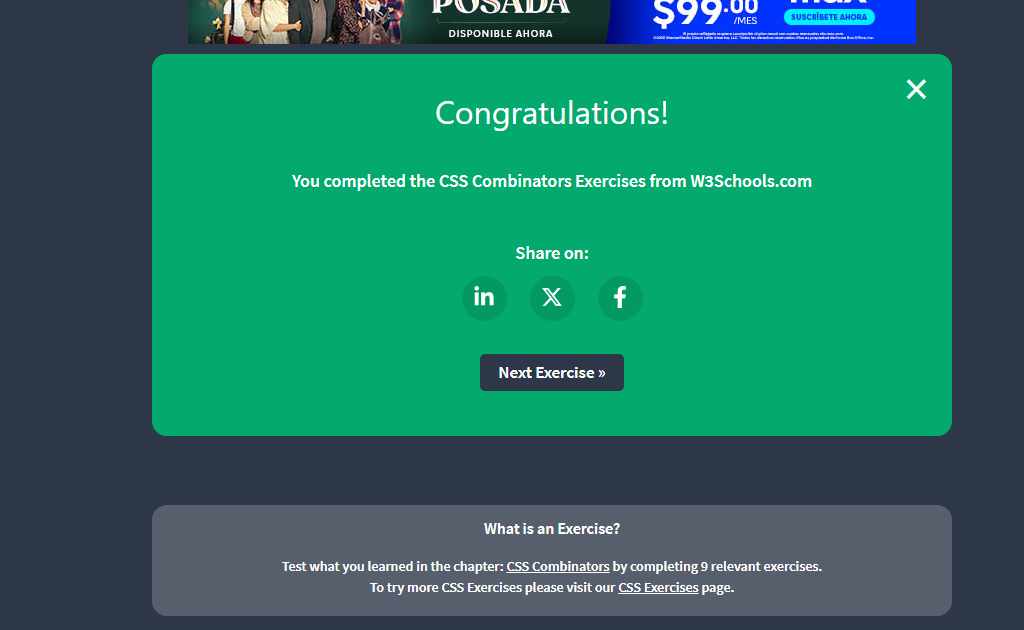 POSADA
DISPONIBLE AHORA
$99.00
/MES
max
SUSCRÍBETE AHORA
Congratulations!
You completed the CSS Combinators Exercises from W3Schools.com
Share on:
in
X
f
Next Exercise »
What is an Exercise?
Test what you learned in the chapter: CSS Combinators by completing 9 relevant exercises.
To try more CSS Exercises please visit our CSS Exercises page.